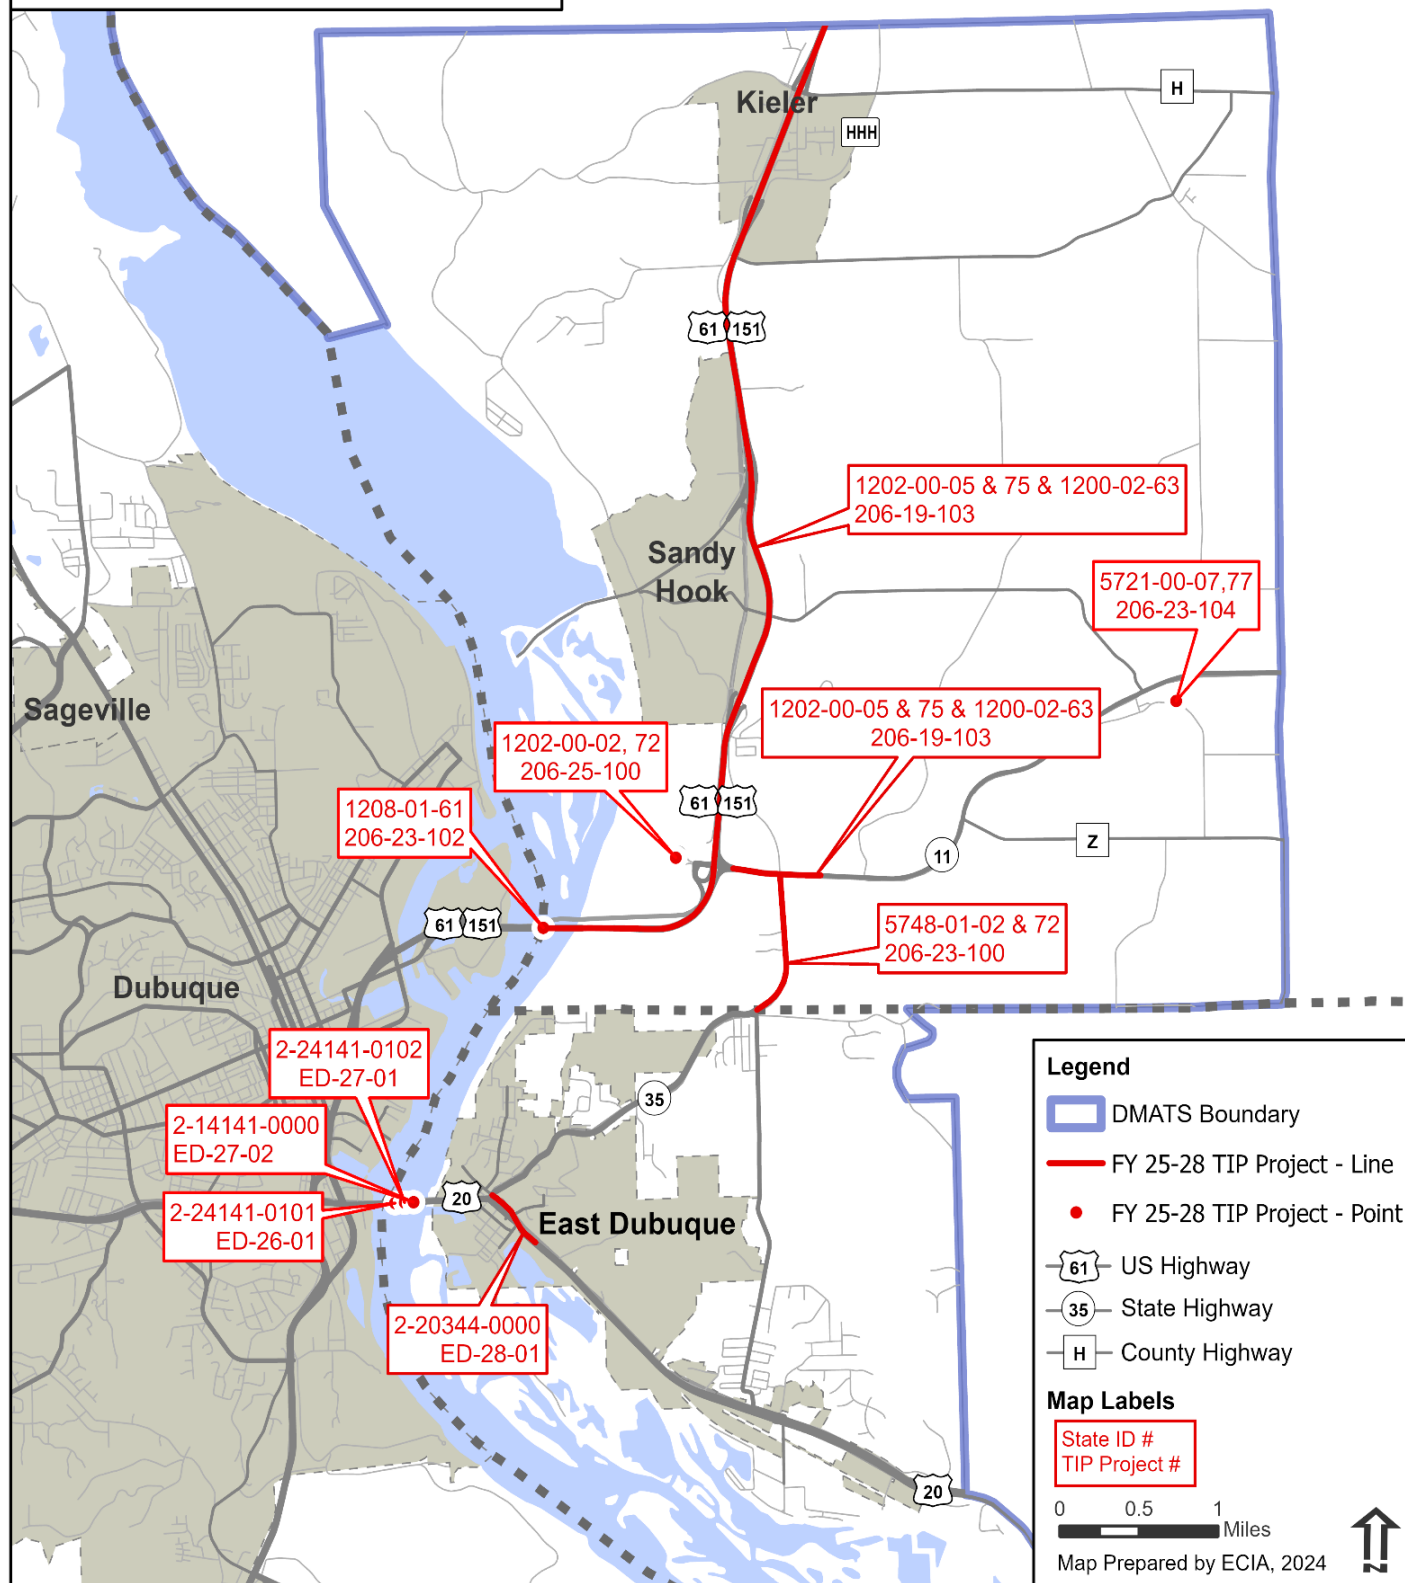 Kieler
H
HHH
61 151
1202-00-05 & 75 & 1200-02-63
206-19-103
Sandy
Hook
5721-00-07,77
206-23-104
Sageville
1202-00-05 & 75 & 1200-02-63
206-19-103
1202-00-02, 72
206-25-100
61 151
1208-01-61
206-23-102
Z
11
61 151
5748-01-02 & 72
206-23-100
Dubuque
2-24141-0102
ED-27-01
35
2-14141-0000
ED-27-02
20
2-24141-0101
ED-26-01
East Dubuque
2-20344-0000
ED-28-01
20
Legend
DMATS Boundary
FY 25-28 TIP Project - Line
FY 25-28 TIP Project - Point
61 US Highway
35 State Highway
H County Highway
Map Labels
State ID #
TIP Project #
0 0.5 1
Miles
Map Prepared by ECIA, 2024
N